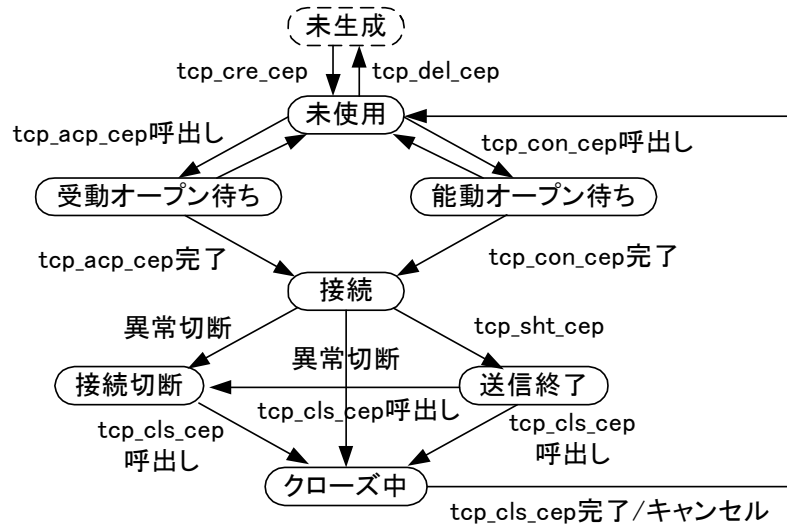 未生成
tcp_cre_cep
tcp_del_cep
未使用
tcp_acp_cep呼出し
tcp_con_cep呼出し
受動オープン待ち
能動オープン待ち
tcp_acp_cep完了
tcp_con_cep完了
接続
異常切断
異常切断
tcp_sht_cep
接続切断
送信終了
tcp_cls_cep呼出し
tcp_cls_cep
呼出し
tcp_cls_cep
呼出し
クローズ中
tcp_cls_cep完了/キャンセル